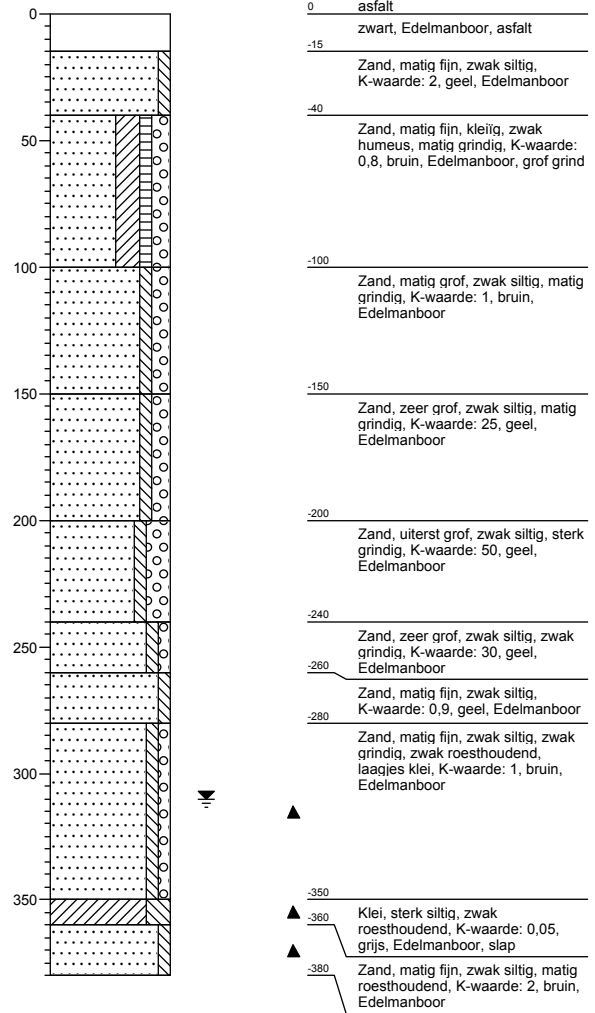 0
50
100
150
200
250
300
350
0
asfalt
zwart, Edelmanboor, asfalt
-15
Zand, matig fijn, zwak siltig,
K-waarde: 2, geel, Edelmanboor
-40
Zand, matig fijn, kleiïg, zwak
humeus, matig grindig, K-waarde:
0,8, bruin, Edelmanboor, grof grind
-100
Zand, matig grof, zwak siltig, matig
grindig, K-waarde: 1, bruin,
Edelmanboor
-150
Zand, zeer grof, zwak siltig, matig
grindig, K-waarde: 25, geel,
Edelmanboor
-200
Zand, uiterst grof, zwak siltig, sterk
grindig, K-waarde: 50, geel,
Edelmanboor
-240
Zand, zeer grof, zwak siltig, zwak
grindig, K-waarde: 30, geel,
Edelmanboor
-260
Zand, matig fijn, zwak siltig,
K-waarde: 0,9, geel, Edelmanboor
-280
Zand, matig fijn, zwak siltig, zwak
grindig, zwak roesthoudend,
laagjes klei, K-waarde: 1, bruin,
Edelmanboor
-350
Klei, sterk siltig, zwak
roesthoudend, K-waarde: 0,05,
grijs, Edelmanboor, slap
-360
Zand, matig fijn, zwak siltig, matig
roesthoudend, K-waarde: 2, bruin,
Edelmanboor
-380